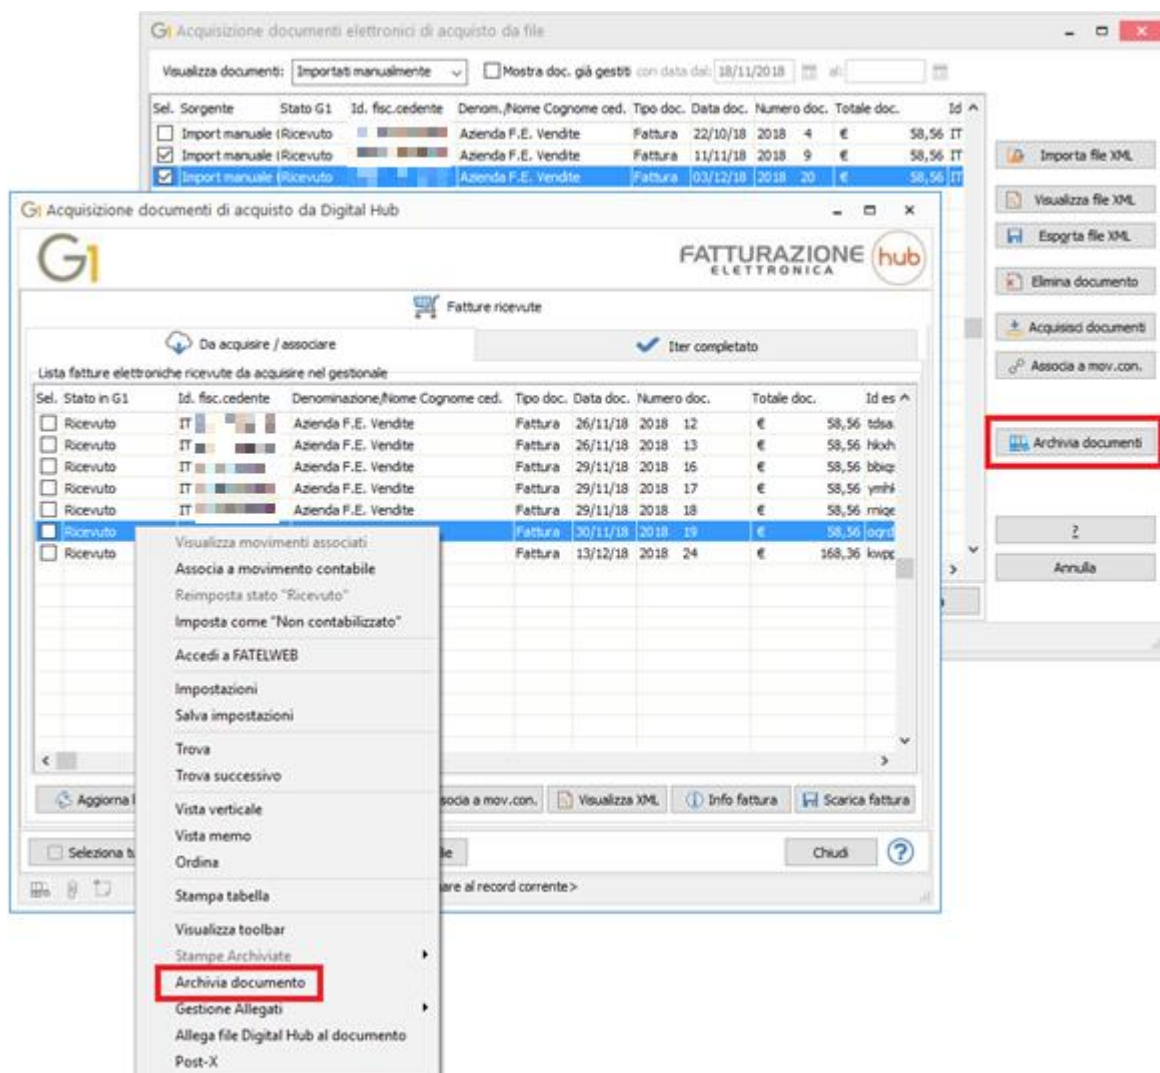 G1 Acquisizione documenti elettronici di acquisto da file
Visualizza documenti: Importati manualmente Mostra doc. già gestiti con data dal: 18/11/2018 al:
Sel. Sorgente Stato G1 Id. fisc.cedente Denom./Nome Cognome ced. Tipo doc. Data doc. Numero doc. Totale doc. Id
Import manuale (Ricevuto Azienda F.E. Vendite Fattura 22/10/18 2018 4 € 58,56 IT
Import manuale (Ricevuto Azienda F.E. Vendite Fattura 11/11/18 2018 9 € 58,56 IT
Import manuale (Ricevuto Azienda F.E. Vendite Fattura 03/12/18 2018 20 € 58,56 IT
Importa file XML
Visualizza file XML
Esporta file XML
Elimina documento
Acquisisci documenti
Associa a mov.con.
Archivia documenti
?
Annulla
G1 Acquisizione documenti di acquisto da Digital Hub
G1
FATTURAZIONE
ELETTRONICA
hub
Fatture ricevute
Da acquisire / associare
Iter completato
Lista fatture elettroniche ricevute da acquisire nel gestionale
Sel. Stato in G1 Id. fisc.cedente Denominazione/Nome Cognome ced. Tipo doc. Data doc. Numero doc. Totale doc. Id es
Ricevuto IT Azienda F.E. Vendite Fattura 26/11/18 2018 12 € 58,56 tdsa
Ricevuto IT Azienda F.E. Vendite Fattura 26/11/18 2018 13 € 58,56
Ricevuto IT Azienda F.E. Vendite Fattura 29/11/18 2018 16 € 58,56
Ricevuto IT Azienda F.E. Vendite Fattura 29/11/18 2018 17 € 58,56
Ricevuto IT Azienda F.E. Vendite Fattura 29/11/18 2018 18 € 58,56
Ricevuto Fattura 30/11/18 2018 19 € 58,56
Ricevuto Fattura 13/12/18 2018 24 € 168,36
Visualizza movimenti associati
Associa a movimento contabile
Reimposta stato "Ricevuto"
Imposta come "Non contabilizzato"
Accedi a FATELWEB
Impostazioni
Salva impostazioni
Trova
Trova successivo
Vista verticale
Vista memo
Ordina
Stampa tabella
Visualizza toolbar
Stampe Archiviate
Archivia documento
Gestione Allegati
Allega file Digital Hub al documento
Post-X
Aggiorna socia a mov.con. Visualizza XML Info fattura Scarica fattura
Seleziona tu le Chiudi ?
are al record corrente>